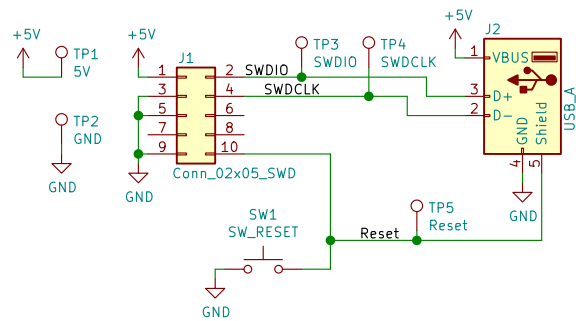 +5V
TP1
5V
TP2
GND
GND
+5V
J1
1
2
3
4
5
6
7
8
9
10
Conn_02x05_SWD
GND
SWDIO
SWDCLK
TP3
SWDIO
TP4
SWDCLK
+5V
J2
1
VBUS
3
D+
2
D-
GND
Shield
4
5
USB_A
GND
SW1
SW_RESET
GND
Reset
TP5
Reset